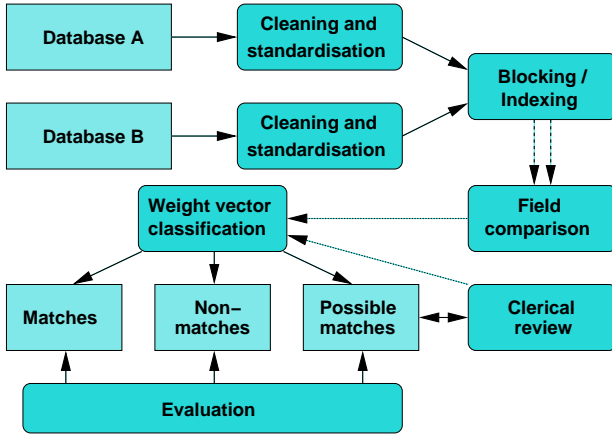 Database A
Cleaning and
standardisation
Blocking /
Indexing
Database B
Cleaning and
standardisation
Weight vector
classification
Field
comparison
Matches
Non−
matches
Possible
matches
Clerical
review
Evaluation